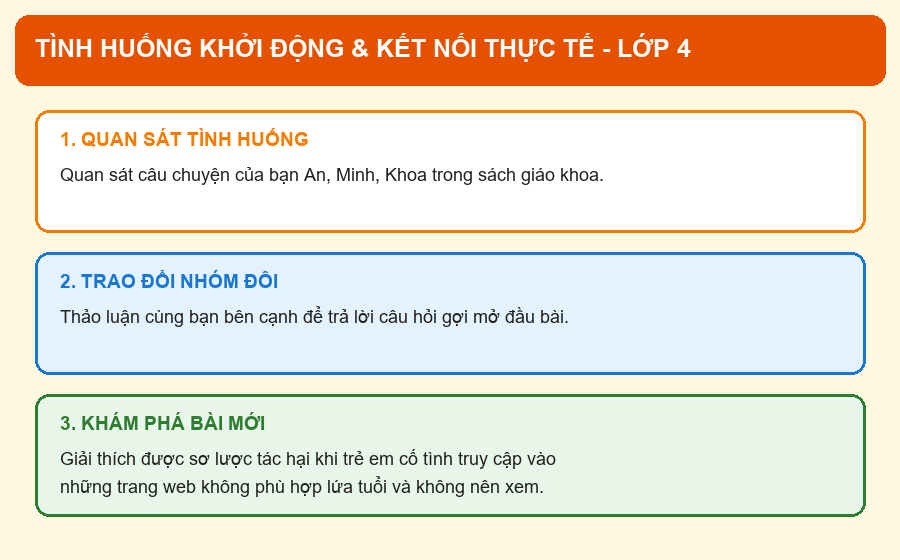 TÌNH HUỐNG KHỞI ĐỘNG & KẾT NỐI THỰC TẾ - LỚP 4
1. QUAN SÁT TÌNH HUỐNG
Quan sát câu chuyện của bạn An, Minh, Khoa trong sách giáo khoa.
2. TRAO ĐỔI NHÓM ĐÔI
Thảo luận cùng bạn bên cạnh để trả lời câu hỏi gợi mở đầu bài.
3. KHÁM PHÁ BÀI MỚI
Giải thích được sơ lược tác hại khi trẻ em cố tình truy cập vào
những trang web không phù hợp lứa tuổi và không nên xem.